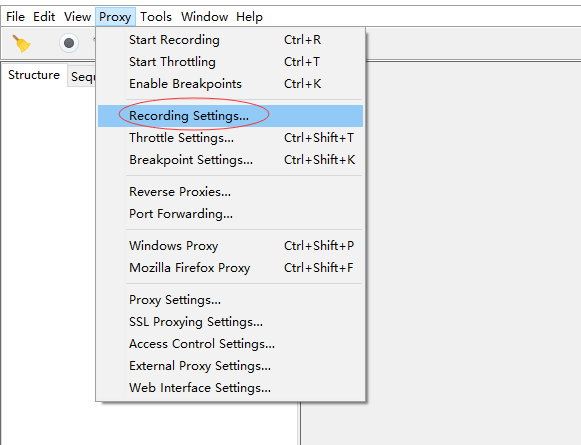 File Edit View Proxy Tools Window Help
Structure
Start Recording Ctrl+R
Start Throttling Ctrl+T
Enable Breakpoints Ctrl+K
Recording Settings...
Throttle Settings... Ctrl+Shift+T
Breakpoint Settings... Ctrl+Shift+K
Reverse Proxies...
Port Forwarding...
Windows Proxy Ctrl+Shift+P
Mozilla Firefox Proxy Ctrl+Shift+F
Proxy Settings...
SSL Proxying Settings...
Access Control Settings...
External Proxy Settings...
Web Interface Settings...